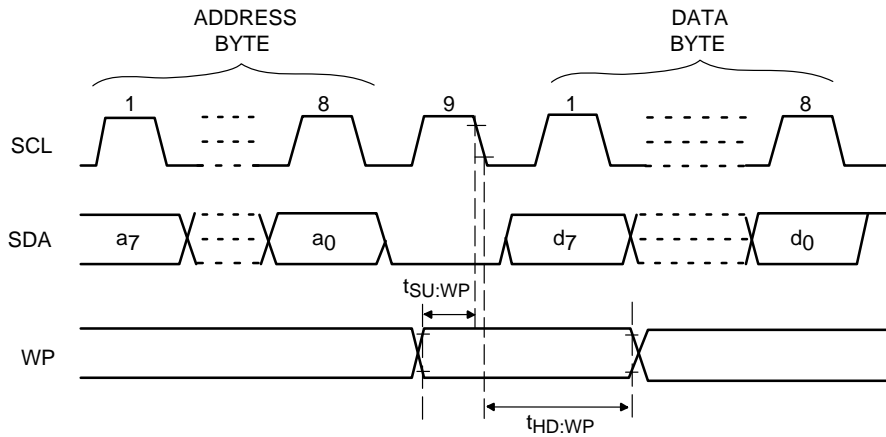 ADDRESS
BYTE
DATA
BYTE
1
8
9
1
8
SCL
SDA
a7
a0
d7
d0
tSU:WP
WP
tHD:WP